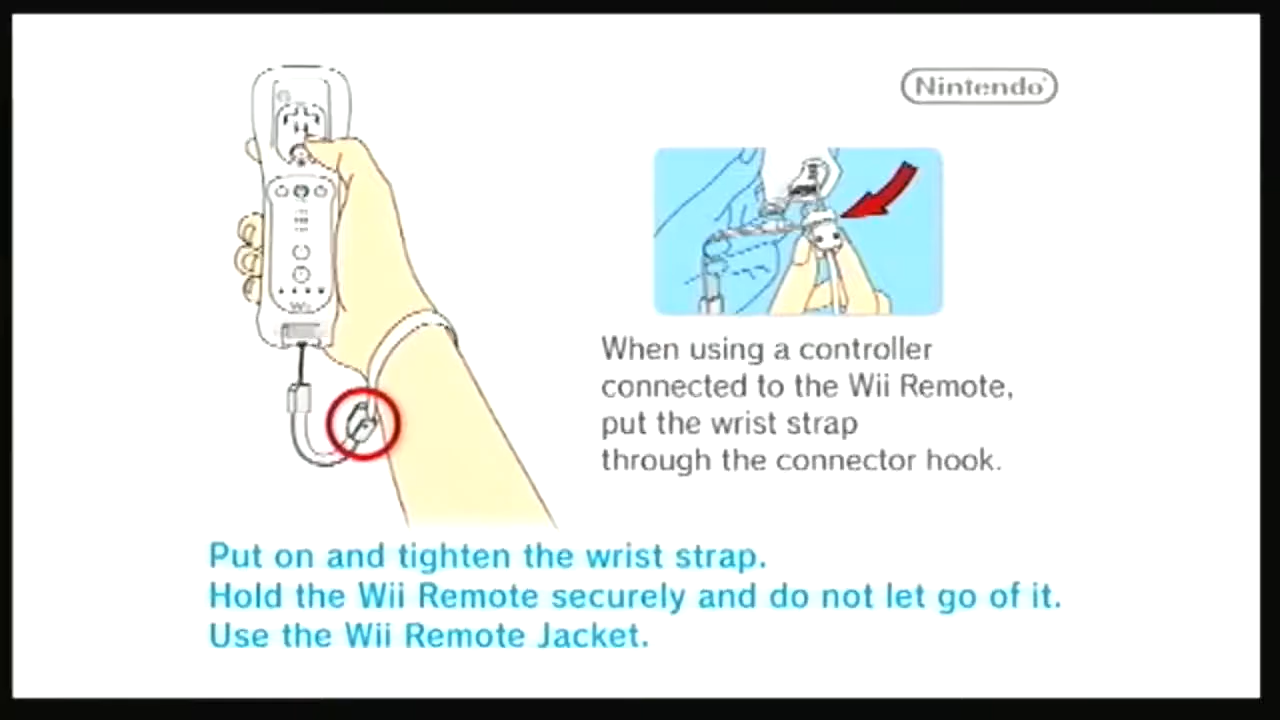 Nintendo
When using a controller
connected to the Wii Remote,
put the wrist strap
through the connector hook.
Wii
Put on and tighten the wrist strap.
Hold the Wii Remote securely and do not let go of it.
Use the Wii Remote Jacket.